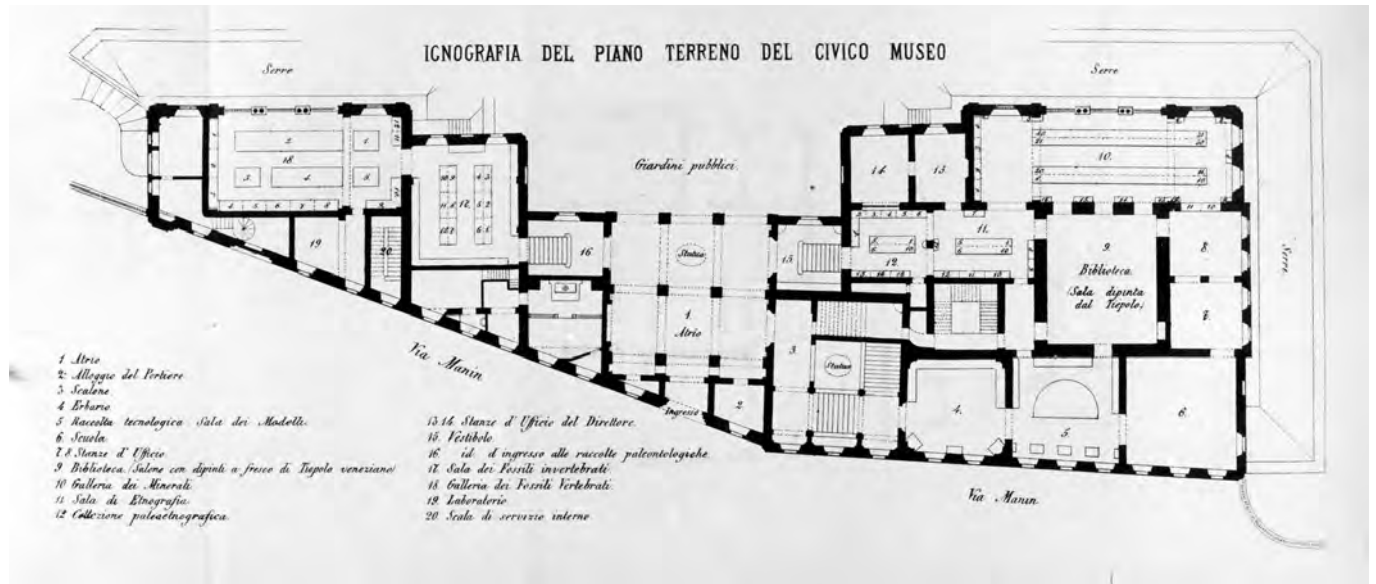 IGNOGRAFIA DEL PIANO TERRENO DEL CIVICO MUSEO
Serre
Serre
Giardini pubblici
Serre
Statua
Statua
1. Atrio
Biblioteca
(Sala dipinta
dal Tiepolo)
Ingresso
Via Manin
Via Manin
1 Atrio
2. Alloggio del Portiere
3 Scalone
4 Erbario
5 Raccolta tecnologica Sala dei Modelli.
6 Scuola
7. 8. Stanze d' Ufficio
9 Biblioteca (Salone con dipinti a fresco di Tiepolo veneziano)
10 Galleria dei Minerali
11 Sala di Etnografia
12 Collezione paleoetnografica
13. 14. Stanze d' Ufficio del Direttore.
15. Vestibolo
16 id. d'ingresso alle raccolte paleontologiche.
17. Sala dei Fossili invertebrati
18 Galleria dei Fossili Vertebrati.
19 Laboratorio
20 Scala di servizio interno